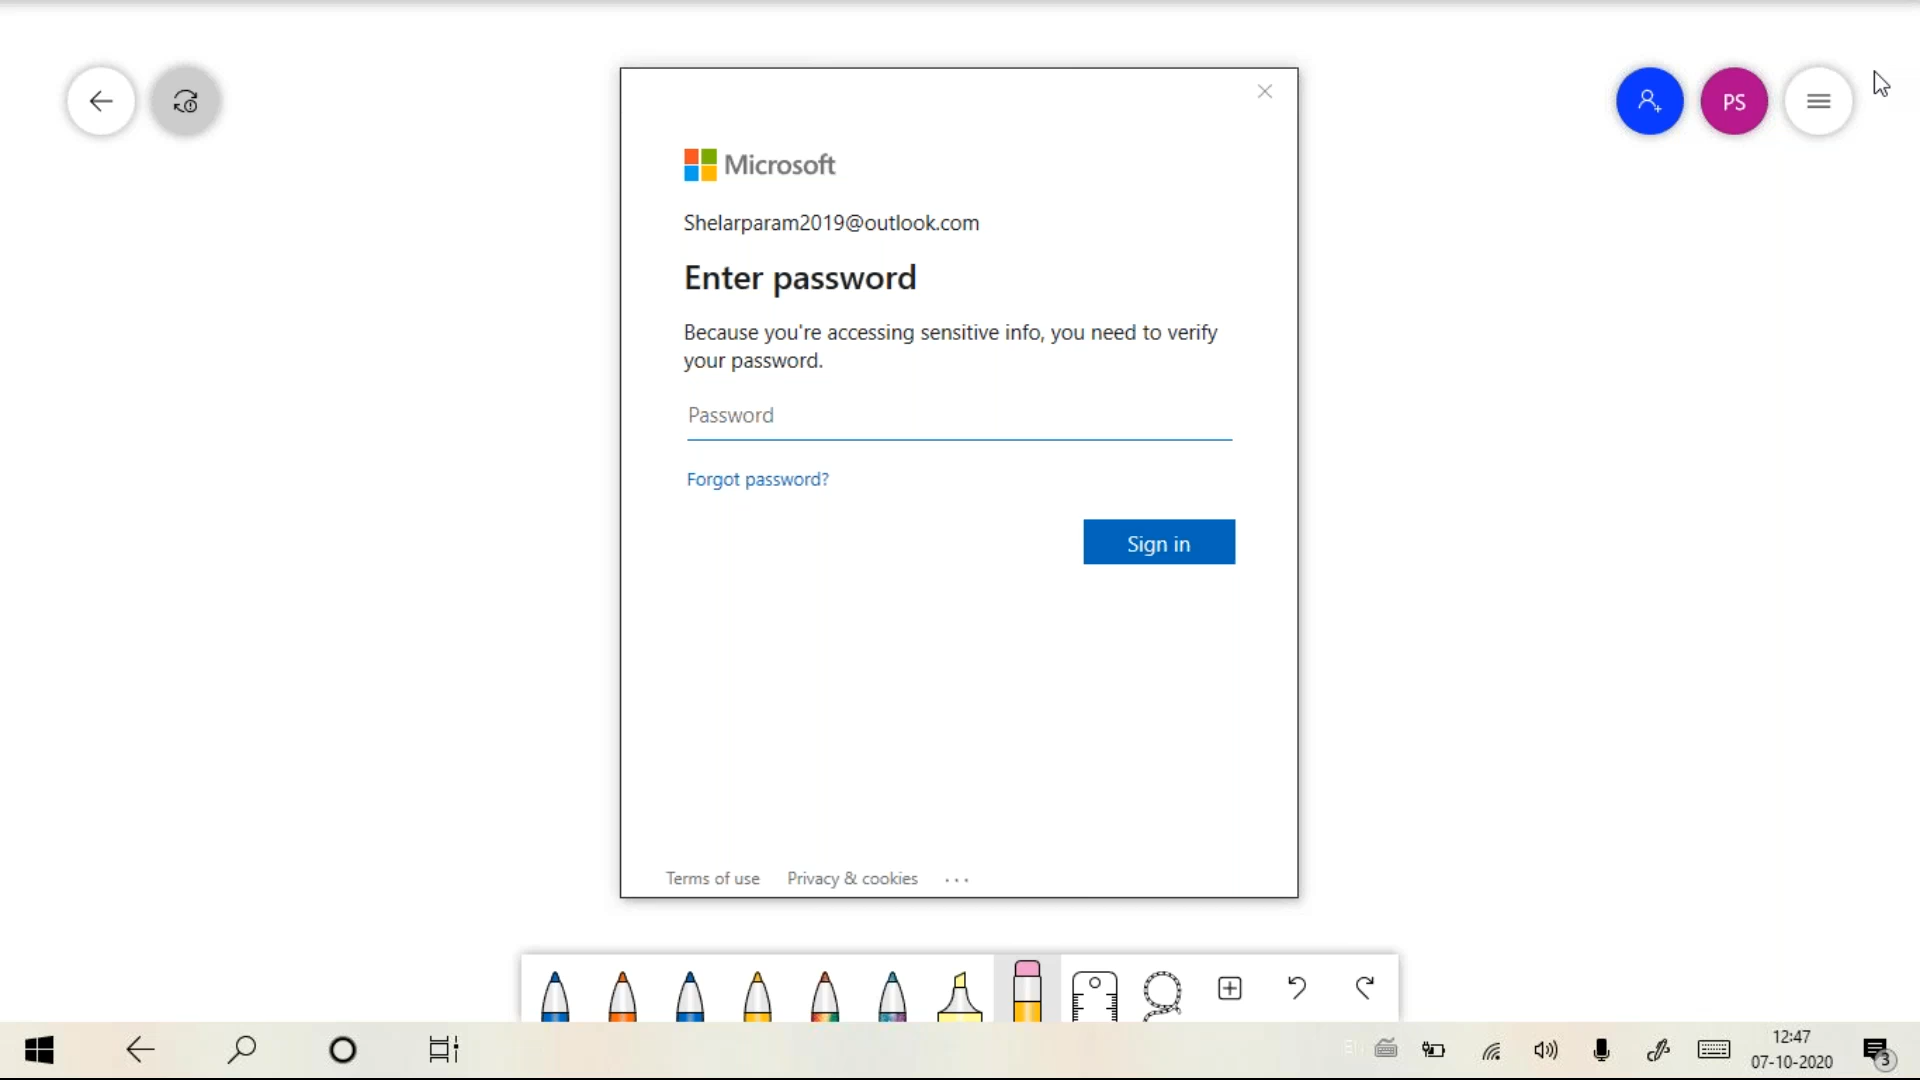 PS
Microsoft
Shelarparam2019@outlook.com
Enter password
Because you're accessing sensitive info, you need to verify
your password.
Password
Forgot password?
Sign in
Terms of use Privacy & cookies ...
12:47
07-10-2020
3